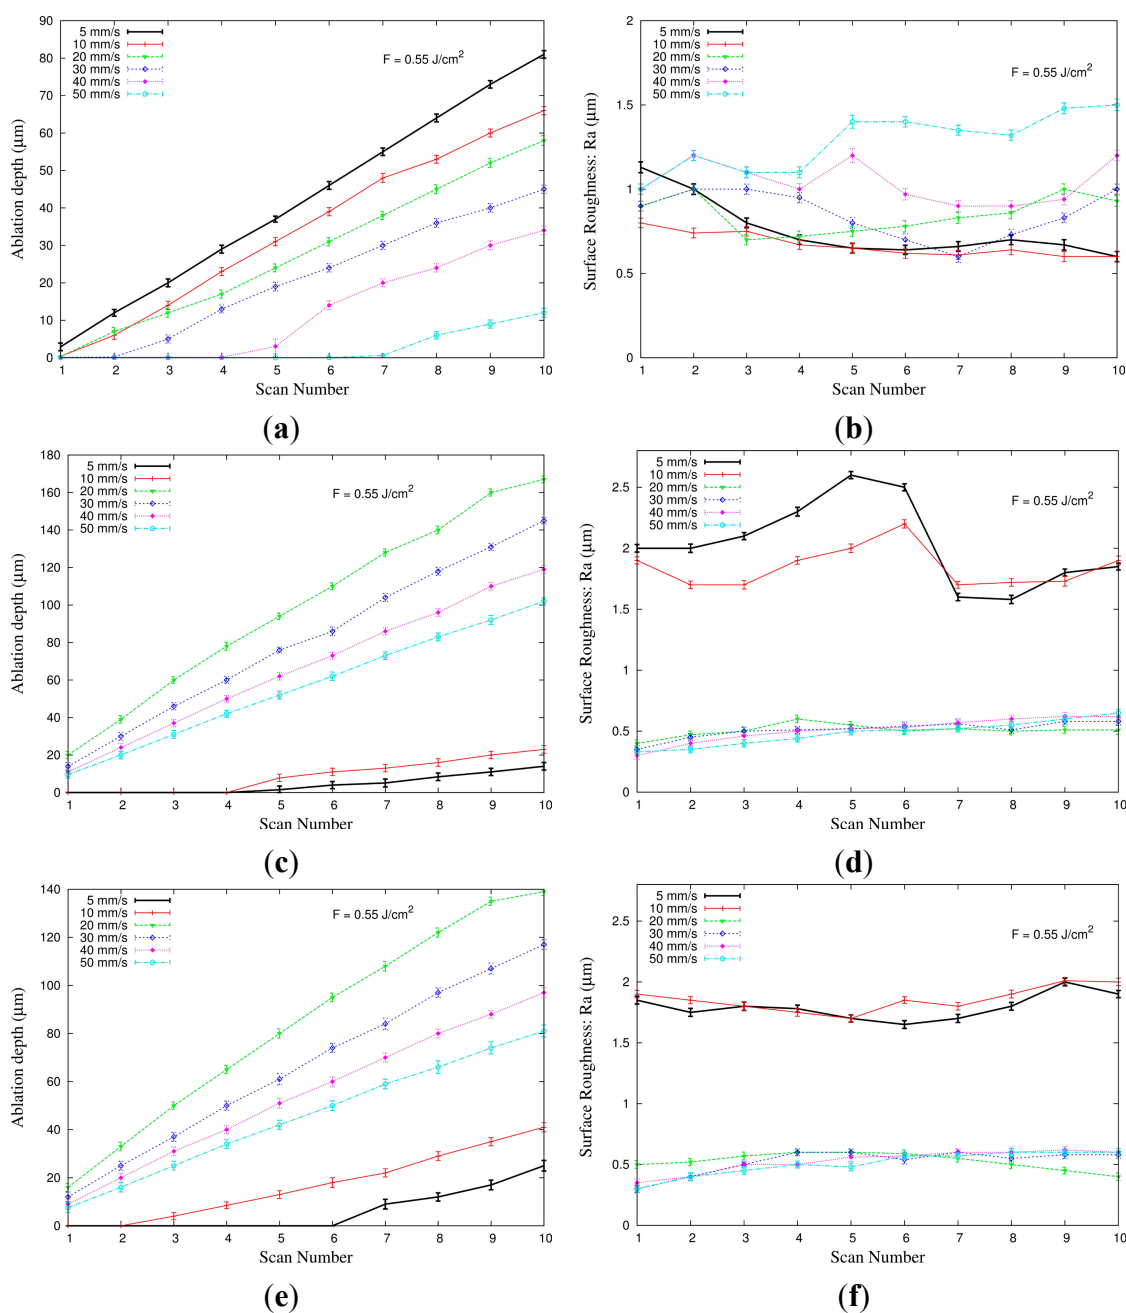 90
80
70
60
50
40
30
20
10
0
5 mm/s
10 mm/s
20 mm/s
30 mm/s
40 mm/s
50 mm/s
F = 0.55 J/cm2
Ablation depth (μm)
1 2 3 4 5 6 7 8 9 10
Scan Number
(a)
2
1.5
1
0.5
0
5 mm/s
10 mm/s
20 mm/s
30 mm/s
40 mm/s
50 mm/s
F = 0.55 J/cm2
Surface Roughness: Ra (μm)
1 2 3 4 5 6 7 8 9 10
Scan Number
(b)
180
160
140
120
100
80
60
40
20
0
5 mm/s
10 mm/s
20 mm/s
30 mm/s
40 mm/s
50 mm/s
F = 0.55 J/cm2
Ablation depth (μm)
1 2 3 4 5 6 7 8 9 10
Scan Number
(c)
2.5
2
1.5
1
0.5
0
5 mm/s
10 mm/s
20 mm/s
30 mm/s
40 mm/s
50 mm/s
F = 0.55 J/cm2
Surface Roughness: Ra (μm)
1 2 3 4 5 6 7 8 9 10
Scan Number
(d)
140
120
100
80
60
40
20
0
5 mm/s
10 mm/s
20 mm/s
30 mm/s
40 mm/s
50 mm/s
F = 0.55 J/cm2
Ablation depth (μm)
1 2 3 4 5 6 7 8 9 10
Scan Number
(e)
2.5
2
1.5
1
0.5
0
5 mm/s
10 mm/s
20 mm/s
30 mm/s
40 mm/s
50 mm/s
F = 0.55 J/cm2
Surface Roughness: Ra (μm)
1 2 3 4 5 6 7 8 9 10
Scan Number
(f)